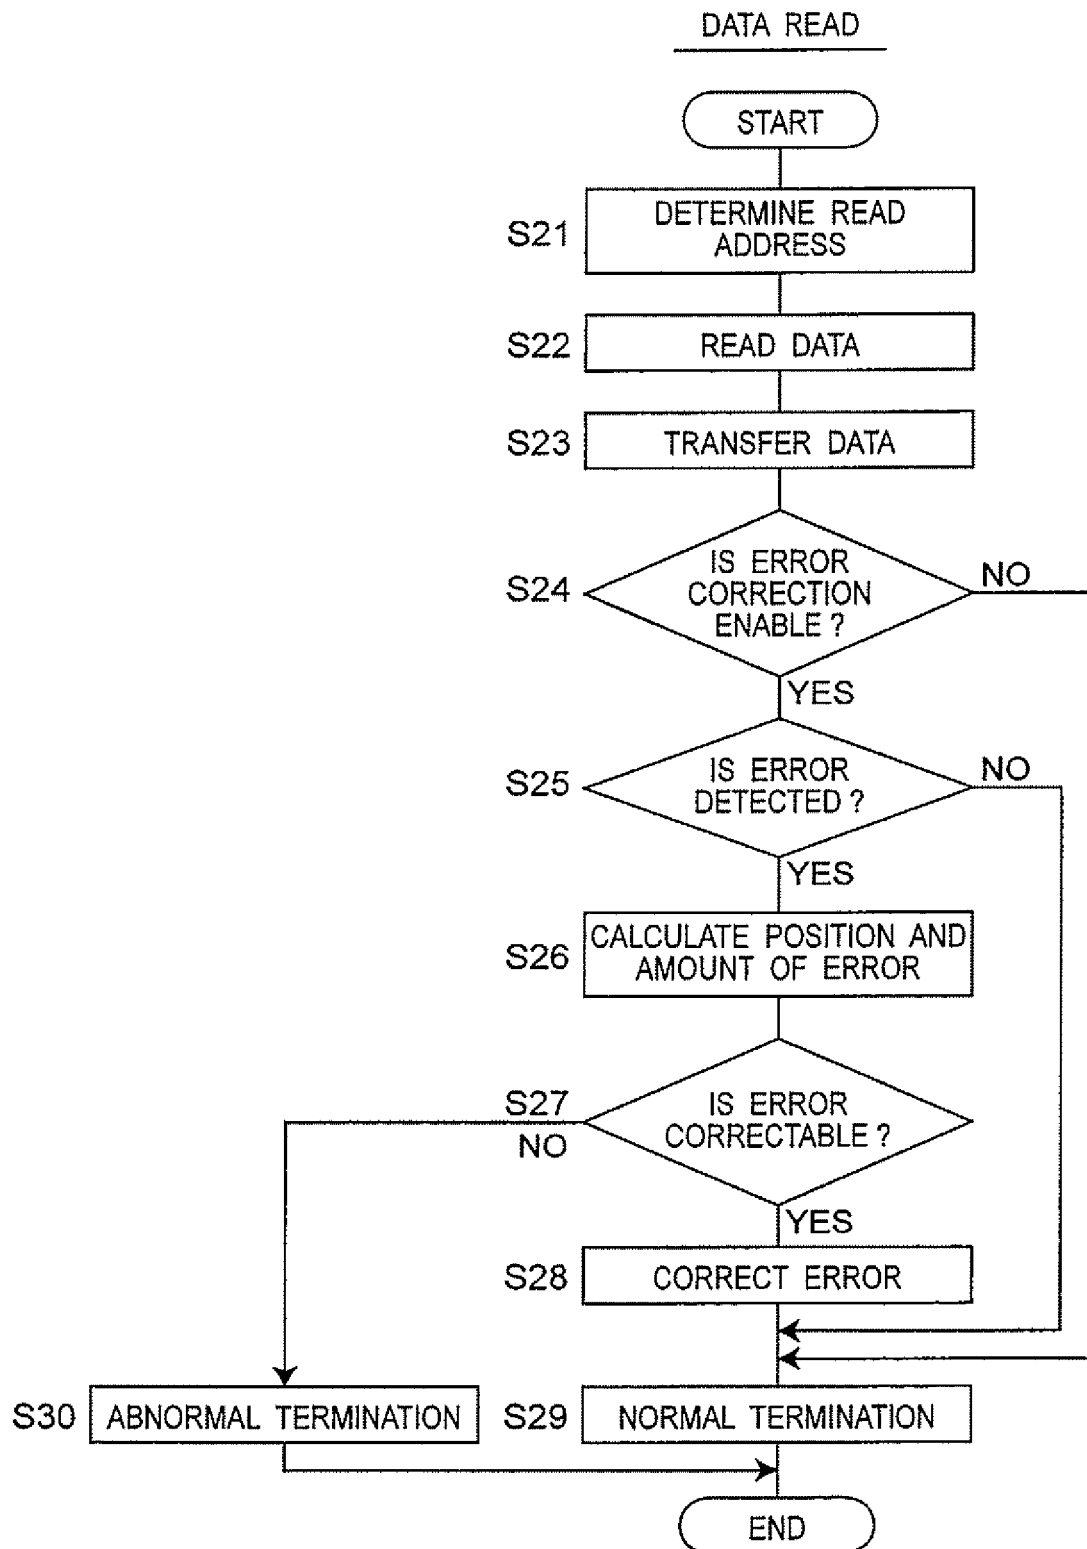 DATA READ
START
S21
DETERMINE READ
ADDRESS
S22
READ DATA
S23
TRANSFER DATA
S24
IS ERROR
CORRECTION
ENABLE ?
NO
YES
S25
IS ERROR
DETECTED ?
NO
YES
S26
CALCULATE POSITION AND
AMOUNT OF ERROR
S27
IS ERROR
CORRECTABLE ?
NO
YES
S28
CORRECT ERROR
S30
ABNORMAL TERMINATION
S29
NORMAL TERMINATION
END